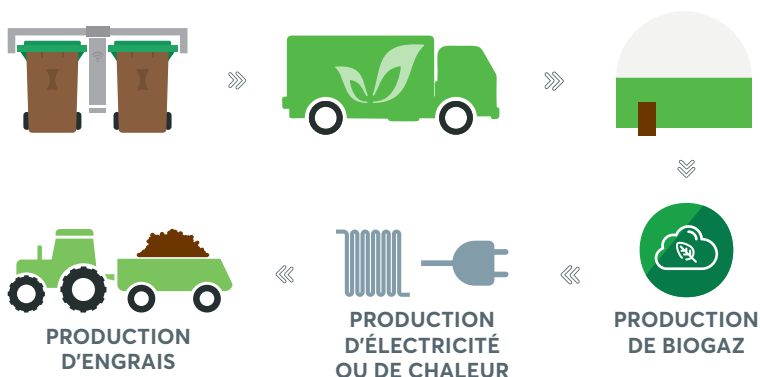 PRODUCTION
D'ENGRAIS
PRODUCTION
D'ÉLECTRICITÉ
OU DE CHALEUR
PRODUCTION
DE BIOGAZ